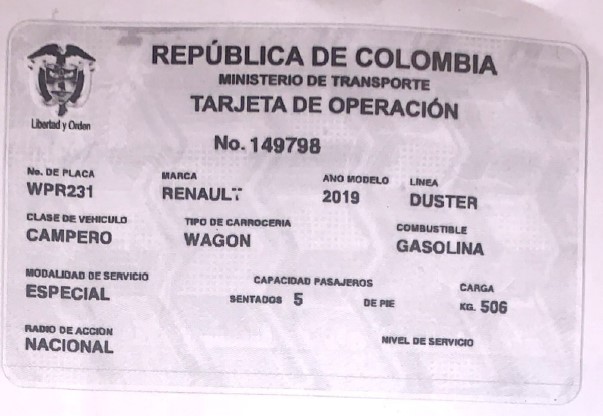 REPÚBLICA DE COLOMBIA
MINISTERIO DE TRANSPORTE
TARJETA DE OPERACIÓN
Libertad y Orden
No. 149798
No. DE PLACA MARCA ANO MODELO LINEA
WPR231 RENAULT 2019 DUSTER
CLASE DE VEHICULO TIPO DE CARROCERIA COMBUSTIBLE
CAMPERO WAGON GASOLINA
MODALIDAD DE SERVICIO CAPACIDAD PASAJEROS CARGA
ESPECIAL SENTADOS 5 DE PIE KG. 506
RADIO DE ACCION NIVEL DE SERVICIO
NACIONAL